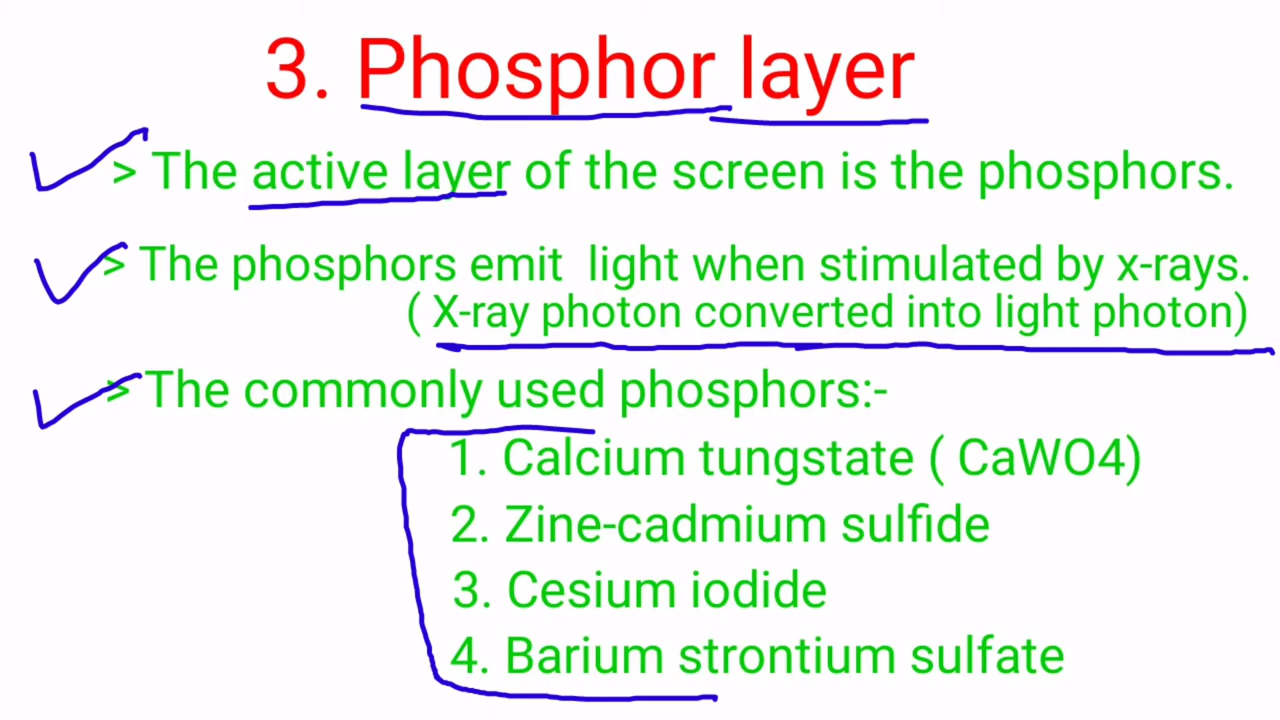 3. Phosphor layer
> The active layer of the screen is the phosphors.
> The phosphors emit light when stimulated by x-rays.
( X-ray photon converted into light photon)
> The commonly used phosphors:-
1. Calcium tungstate ( CaWO4)
2. Zine-cadmium sulfide
3. Cesium iodide
4. Barium strontium sulfate